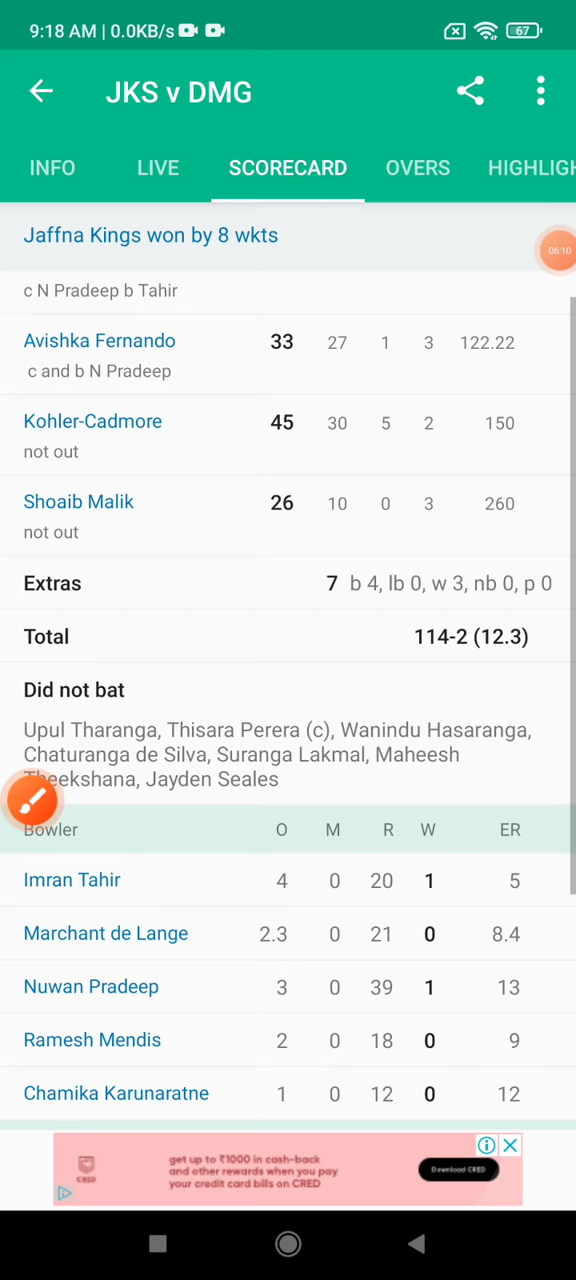 9:18 AM | 0.0KB/s
67
JKS v DMG
INFO LIVE SCORECARD OVERS HIGHLIGH
Jaffna Kings won by 8 wkts
06:10
c N Pradeep b Tahir
Avishka Fernando 33 27 1 3 122.22
c and b N Pradeep
Kohler-Cadmore 45 30 5 2 150
not out
Shoaib Malik 26 10 0 3 260
not out
Extras 7 b 4, lb 0, w 3, nb 0, p 0
Total 114-2 (12.3)
Did not bat
Upul Tharanga, Thisara Perera (c), Wanindu Hasaranga,
Chaturanga de Silva, Suranga Lakmal, Maheesh
Theekshana, Jayden Seales
Bowler O M R W ER
Imran Tahir 4 0 20 1 5
Marchant de Lange 2.3 0 21 0 8.4
Nuwan Pradeep 3 0 39 1 13
Ramesh Mendis 2 0 18 0 9
Chamika Karunaratne 1 0 12 0 12
CRED
get up to ₹1000 in cash-back
and other rewards when you pay
your credit card bills on CRED
Download CRED